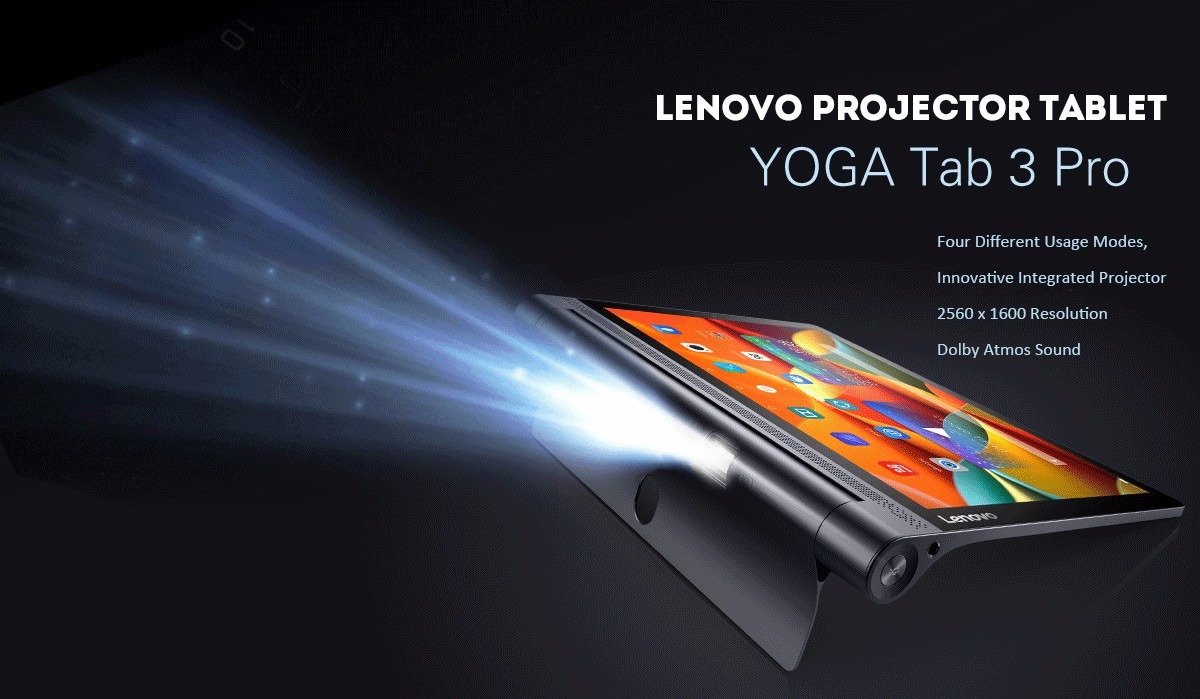 LENOVO PROJECTOR TABLET
YOGA Tab 3 Pro
Four Different Usage Modes,
Innovative Integrated Projector
2560 x 1600 Resolution
Dolby Atmos Sound
Lenovo